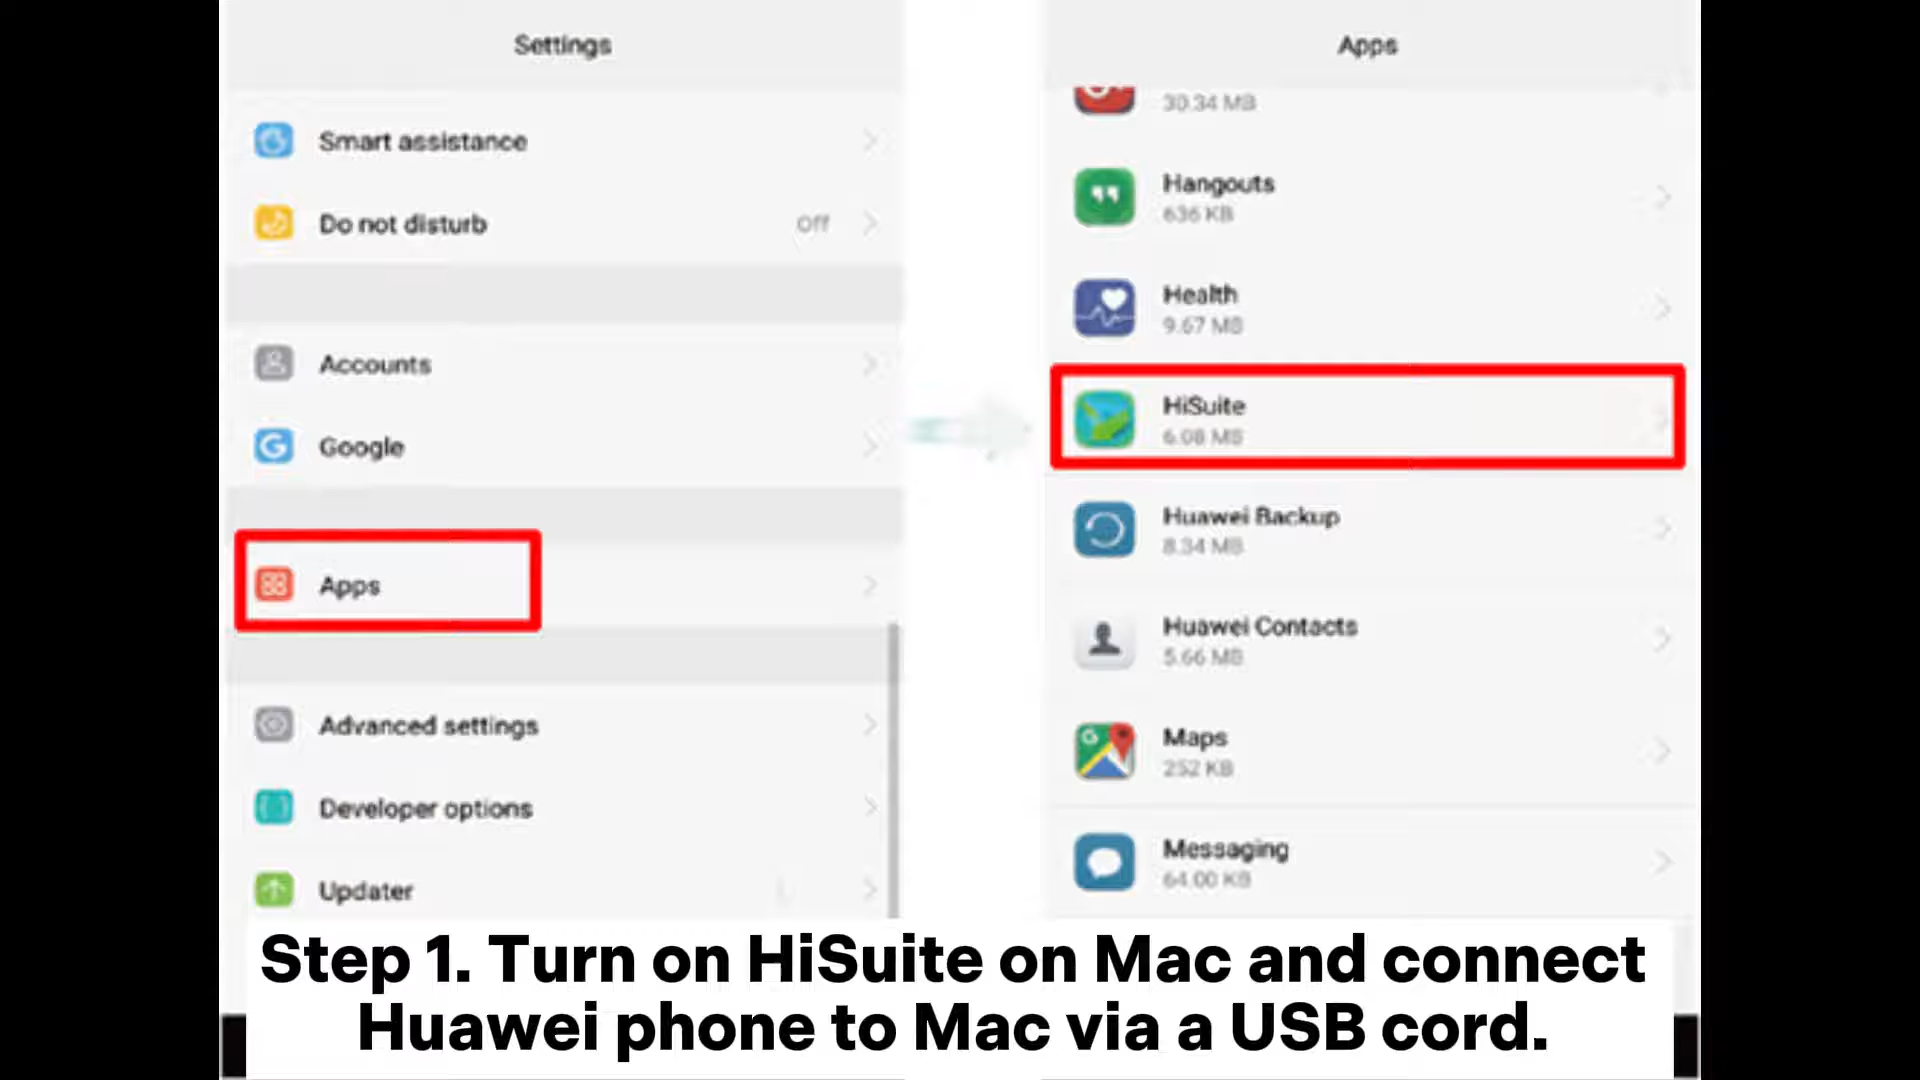 Settings
Smart assistance
Do not disturb Off
Accounts
Google
Apps
Advanced settings
Developer options
Updater
Apps
30.34 MB
Hangouts
636 KB
Health
9.67 MB
HiSuite
6.08 MB
Huawei Backup
8.34 MB
Huawei Contacts
5.66 MB
Maps
252 KB
Messaging
64.00 KB
Step 1. Turn on HiSuite on Mac and connect
Huawei phone to Mac via a USB cord.